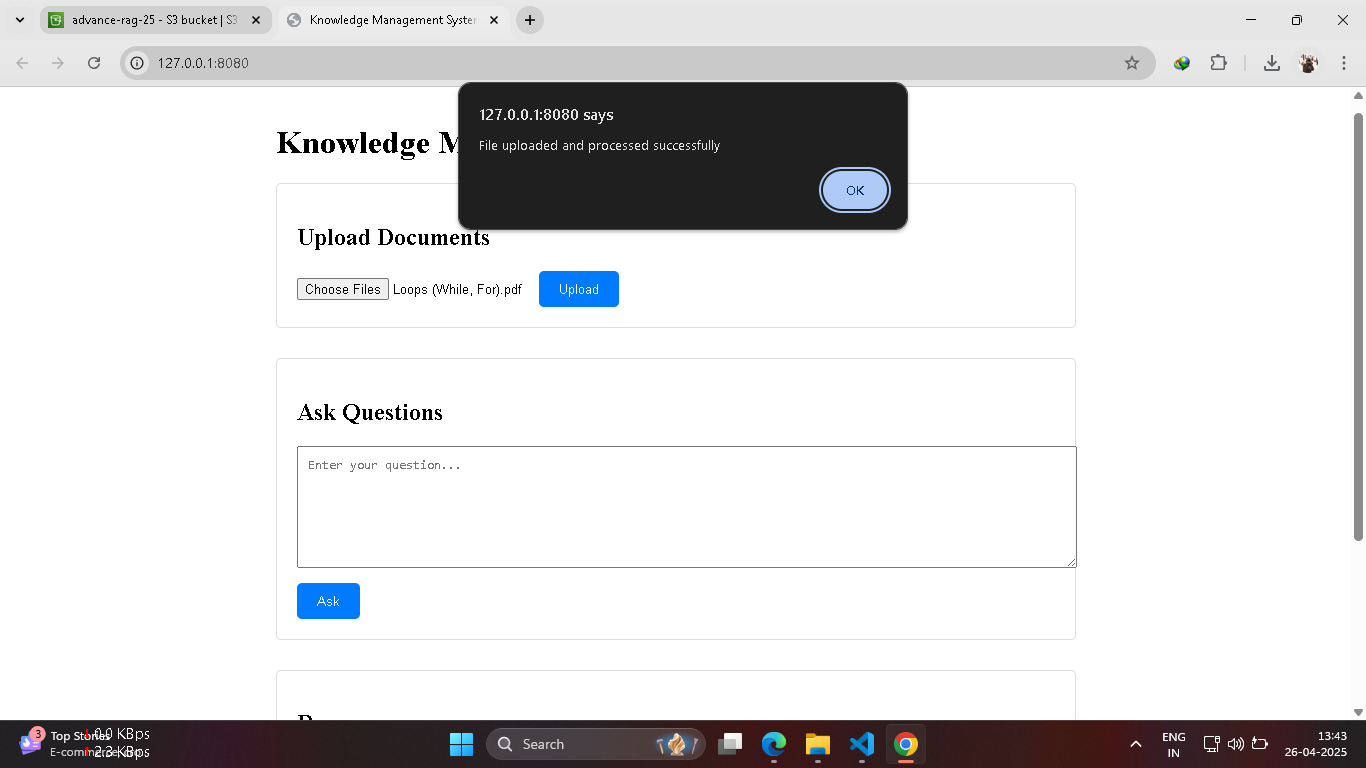 advance-rag-25 - S3 bucket | S3
Knowledge Management System
127.0.0.1:8080
127.0.0.1:8080 says
File uploaded and processed successfully
OK
Knowledge M
Upload Documents
Choose Files Loops (While, For).pdf Upload
Ask Questions
Enter your question...
Ask
3
Top Stories
E-comm
0.0 KBps
2.3 KBps
Search
ENG
IN
13:43
26-04-2025